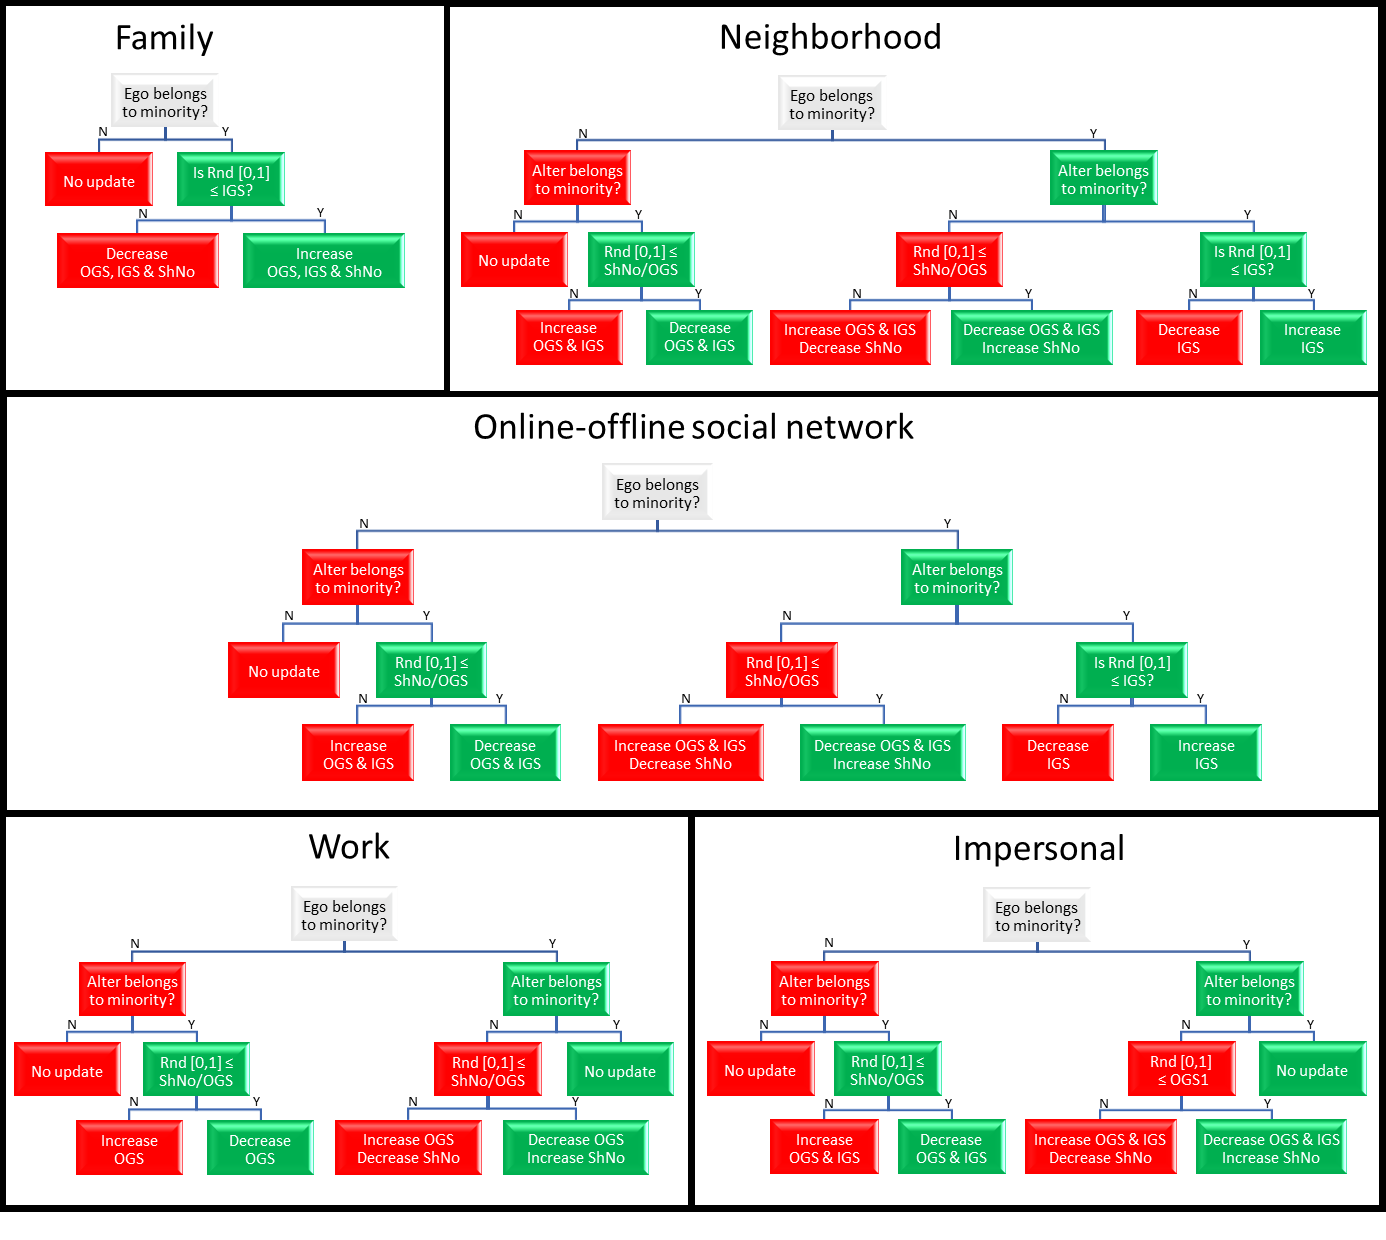 Family
Ego belongs
to minority?
N
Y
No update
Is Rnd [0,1]
≤ IGS?
N
Y
Decrease
OGS, IGS & ShNo
Increase
OGS, IGS & ShNo
Neighborhood
Ego belongs
to minority?
N
Y
Alter belongs
to minority?
Alter belongs
to minority?
N
Y
N
Y
No update
Rnd [0,1] ≤
ShNo/OGS
Rnd [0,1] ≤
ShNo/OGS
Is Rnd [0,1]
≤ IGS?
N
Y
N
Y
N
Y
Increase
OGS & IGS
Decrease
OGS & IGS
Increase OGS & IGS
Decrease ShNo
Decrease OGS & IGS
Increase ShNo
Decrease
IGS
Increase
IGS
Online-offline social network
Ego belongs
to minority?
N
Y
Alter belongs
to minority?
Alter belongs
to minority?
N
Y
N
Y
No update
Rnd [0,1] ≤
ShNo/OGS
Rnd [0,1] ≤
ShNo/OGS
Is Rnd [0,1]
≤ IGS?
N
Y
N
Y
N
Y
Increase
OGS & IGS
Decrease
OGS & IGS
Increase OGS & IGS
Decrease ShNo
Decrease OGS & IGS
Increase ShNo
Decrease
IGS
Increase
IGS
Work
Ego belongs
to minority?
N
Y
Alter belongs
to minority?
Alter belongs
to minority?
N
Y
N
Y
No update
Rnd [0,1] ≤
ShNo/OGS
Rnd [0,1] ≤
ShNo/OGS
No update
N
Y
N
Y
Increase
OGS
Decrease
OGS
Increase OGS
Decrease ShNo
Decrease OGS
Increase ShNo
Impersonal
Ego belongs
to minority?
N
Y
Alter belongs
to minority?
Alter belongs
to minority?
N
Y
N
Y
No update
Rnd [0,1] ≤
ShNo/OGS
Rnd [0,1]
≤ OGS1
No update
N
Y
N
Y
Increase
OGS & IGS
Decrease
OGS & IGS
Increase OGS & IGS
Decrease ShNo
Decrease OGS & IGS
Increase ShNo